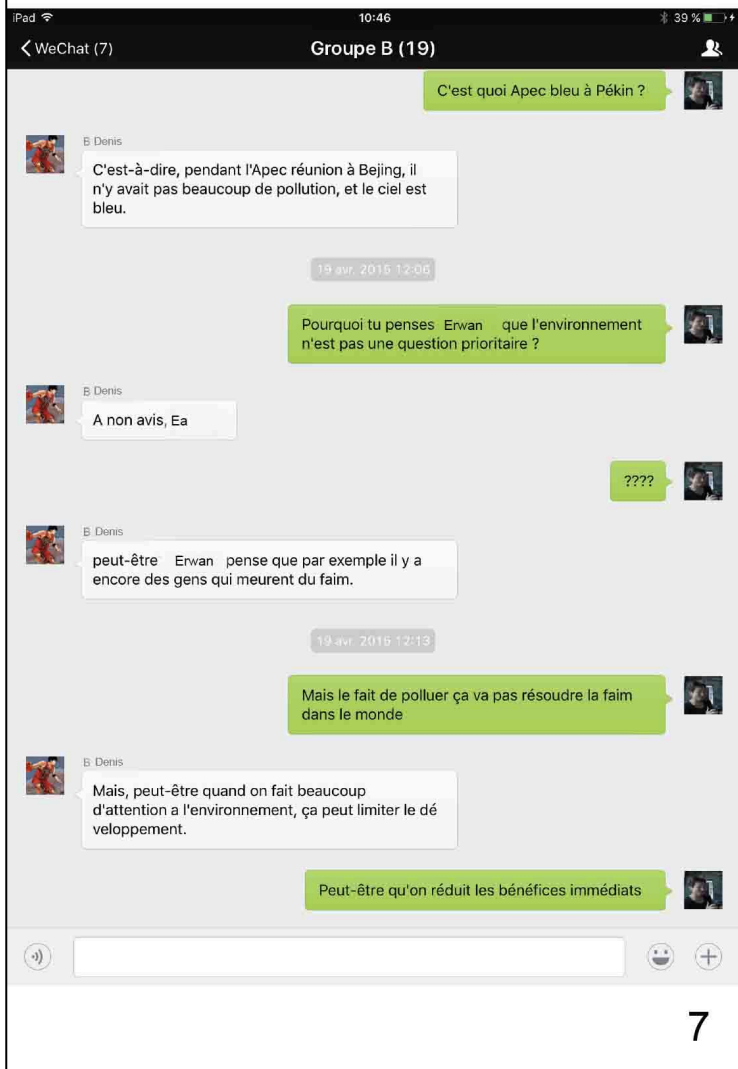 iPad 10:46 39 %
WeChat (7) Groupe B (19)
C'est quoi Apec bleu à Pékin ?
B Denis
C'est-à-dire, pendant l'Apec réunion à Bejing, il
n'y avait pas beaucoup de pollution, et le ciel est
bleu.
19 avr. 2015 12:06
Pourquoi tu penses Erwan que l'environnement
n'est pas une question prioritaire ?
B Denis
A non avis, Ea
????
B Denis
peut-être Erwan pense que par exemple il y a
encore des gens qui meurent du faim.
19 avr. 2015 12:13
Mais le fait de polluer ça va pas résoudre la faim
dans le monde
B Denis
Mais, peut-être quand on fait beaucoup
d'attention a l'environnement, ça peut limiter le dé
veloppement.
Peut-être qu'on réduit les bénéfices immédiats
7